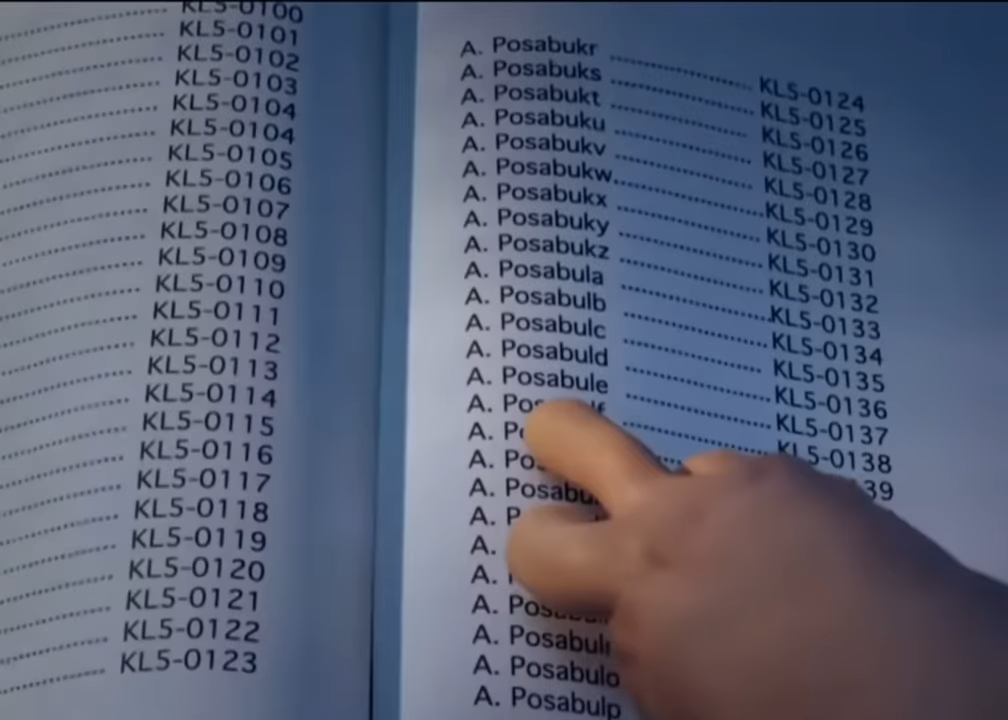 KL5-0100
KL5-0101
KL5-0102
KL5-0103
KL5-0104
KL5-0104
KL5-0105
KL5-0106
KL5-0107
KL5-0108
KL5-0109
KL5-0110
KL5-0111
KL5-0112
KL5-0113
KL5-0114
KL5-0115
KL5-0116
KL5-0117
KL5-0118
KL5-0119
KL5-0120
KL5-0121
KL5-0122
KL5-0123
A. Posabukr ........ KL5-0124
A. Posabuks ........ KL5-0125
A. Posabukt ........ KL5-0126
A. Posabuku ........ KL5-0127
A. Posabukv ........ KL5-0128
A. Posabukw ........ KL5-0129
A. Posabukx ........ KL5-0130
A. Posabuky ........ KL5-0131
A. Posabukz ........ KL5-0132
A. Posabula ........ KL5-0133
A. Posabulb ........ KL5-0134
A. Posabulc ........ KL5-0135
A. Posabuld ........ KL5-0136
A. Posabule ........ KL5-0137
A. ........ KL5-0138
A. 39
A.
A.
A.
A.
A.
A.
A.
A. Posabulo
A. Posabulp